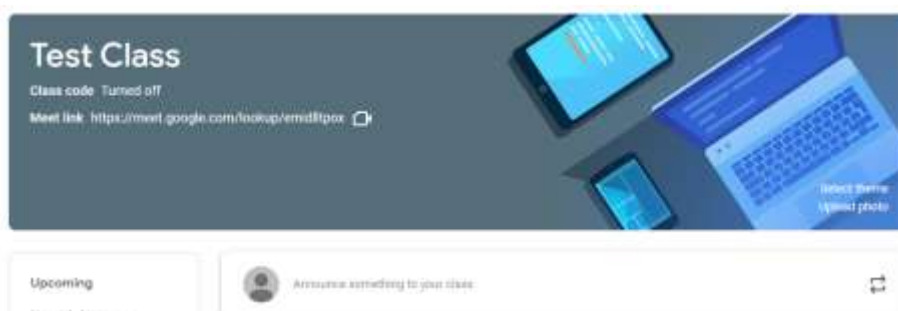 Test Class
Class code Turned off
Meet link https://meet.google.com/lookup/
Select theme
Upload photo
Upcoming
Announce something to your class